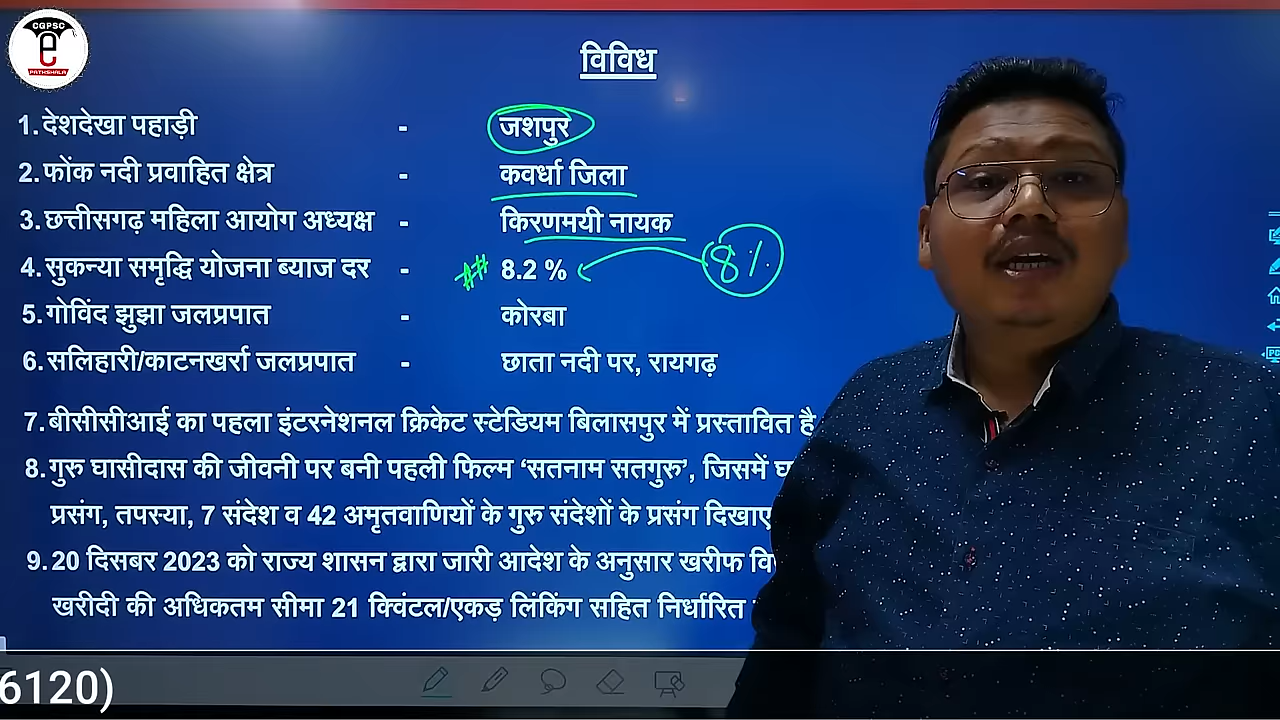 CGPSC
e
PATHSHALA
विविध
1. देशदेखा पहाड़ी - जशपुर
2. फोंक नदी प्रवाहित क्षेत्र - कवर्धा जिला
3. छत्तीसगढ़ महिला आयोग अध्यक्ष - किरणमयी नायक
4. सुकन्या समृद्धि योजना ब्याज दर - 8.2 % 8%
5. गोविंद झुझा जलप्रपात - कोरबा
6. सलिहारी/काटनखर्रा जलप्रपात - छाता नदी पर, रायगढ़
7. बीसीसीआई का पहला इंटरनेशनल क्रिकेट स्टेडियम बिलासपुर में प्रस्तावित है
8. गुरु घासीदास की जीवनी पर बनी पहली फिल्म ‘सतनाम सतगुरु’, जिसमें
प्रसंग, तपस्या, 7 संदेश व 42 अमृतवाणियों के गुरु संदेशों के प्रसंग
9. 20 दिसबर 2023 को राज्य शासन द्वारा जारी आदेश के अनुसार खरीफ
खरीदी की अधिकतम सीमा 21 क्विंटल/एकड़ लिंकिंग सहित निर्धारित
6120)